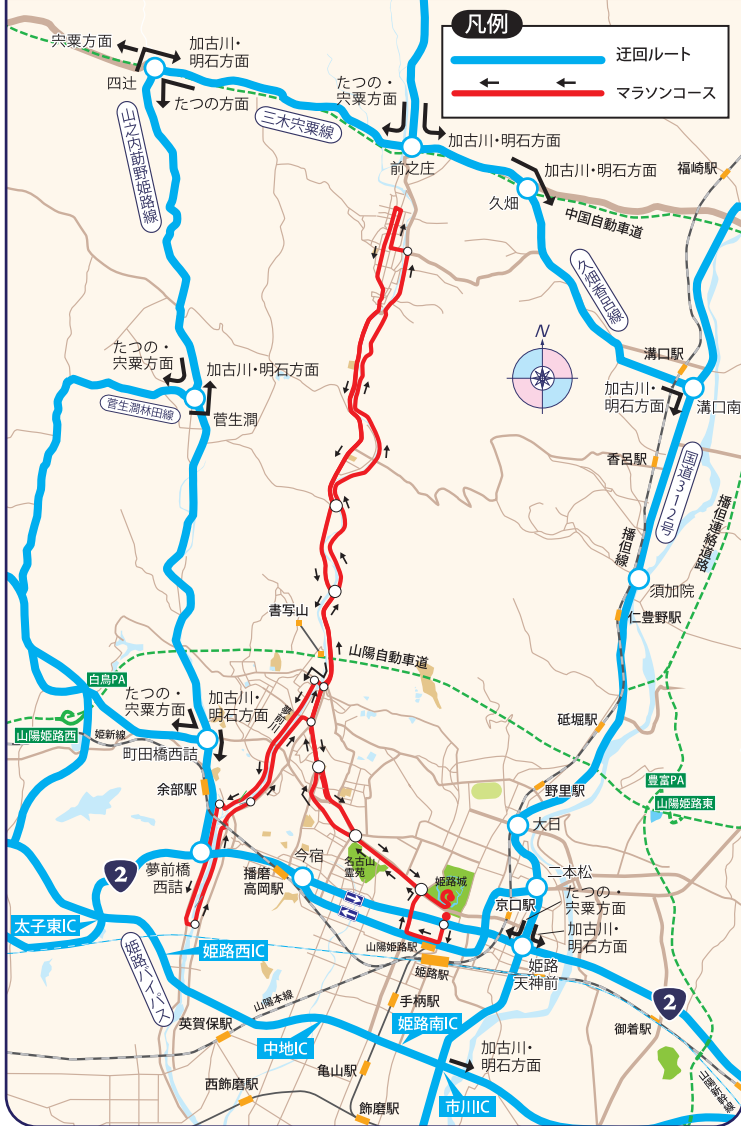 凡例
迂回ルート
マラソンコース
宍粟方面
加古川・
明石方面
四辻
たつの方面
山之内莇野姫路線
三木宍粟線
たつの・
宍粟方面
加古川・明石方面
前之庄
加古川・明石方面
久畑
中国自動車道
福崎駅
久畑香呂線
N
溝口駅
加古川・
明石方面
溝口南
たつの・
宍粟方面
加古川・明石方面
菅生澗林田線
菅生澗
香呂駅
国道312号
播但連絡道路
播但線
須加院
仁豊野駅
書写山
山陽自動車道
白鳥PA
たつの・
宍粟方面
加古川・
明石方面
夢前川
山陽姫路西
姫新線
町田橋西詰
砥堀駅
余部駅
野里駅
豊富PA
山陽姫路東
大日
2
夢前橋
西詰
播磨
高岡駅
今宿
名古山
霊苑
姫路城
二本松
京口駅
たつの・
宍粟方面
加古川・
明石方面
太子東IC
姫路バイパス
姫路西IC
山陽姫路駅
姫路駅
姫路
天神前
2
山陽本線
手柄駅
英賀保駅
中地IC
姫路南IC
御着駅
亀山駅
加古川・
明石方面
山陽新幹線
西飾磨駅
飾磨駅
市川IC